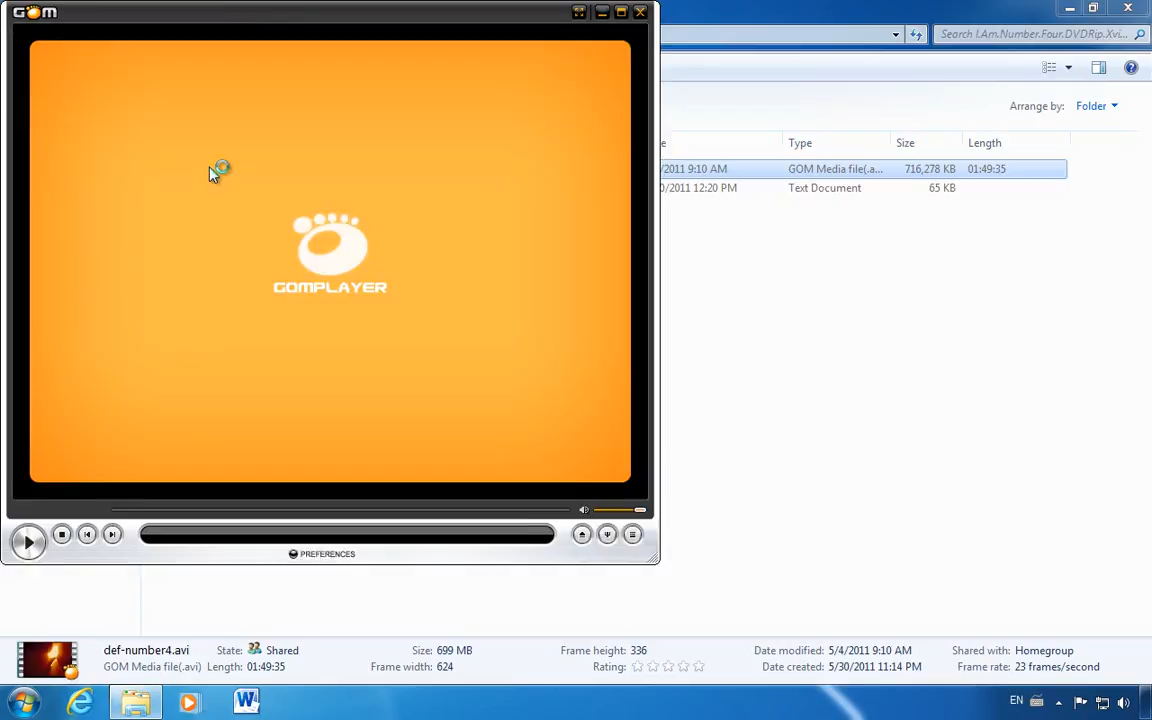 GOM
Search I.Am.Number.Four.DVDRip.Xvi...
Arrange by: Folder
Type Size Length
/2011 9:10 AM GOM Media file(.a... 716,278 KB 01:49:35
0/2011 12:20 PM Text Document 65 KB
GOMPLAYER
PREFERENCES
def-number4.avi State: Shared Size: 699 MB Frame height: 336 Date modified: 5/4/2011 9:10 AM Shared with: Homegroup
GOM Media file(.avi) Length: 01:49:35 Frame width: 624 Rating: Date created: 5/30/2011 11:14 PM Frame rate: 23 frames/second
EN